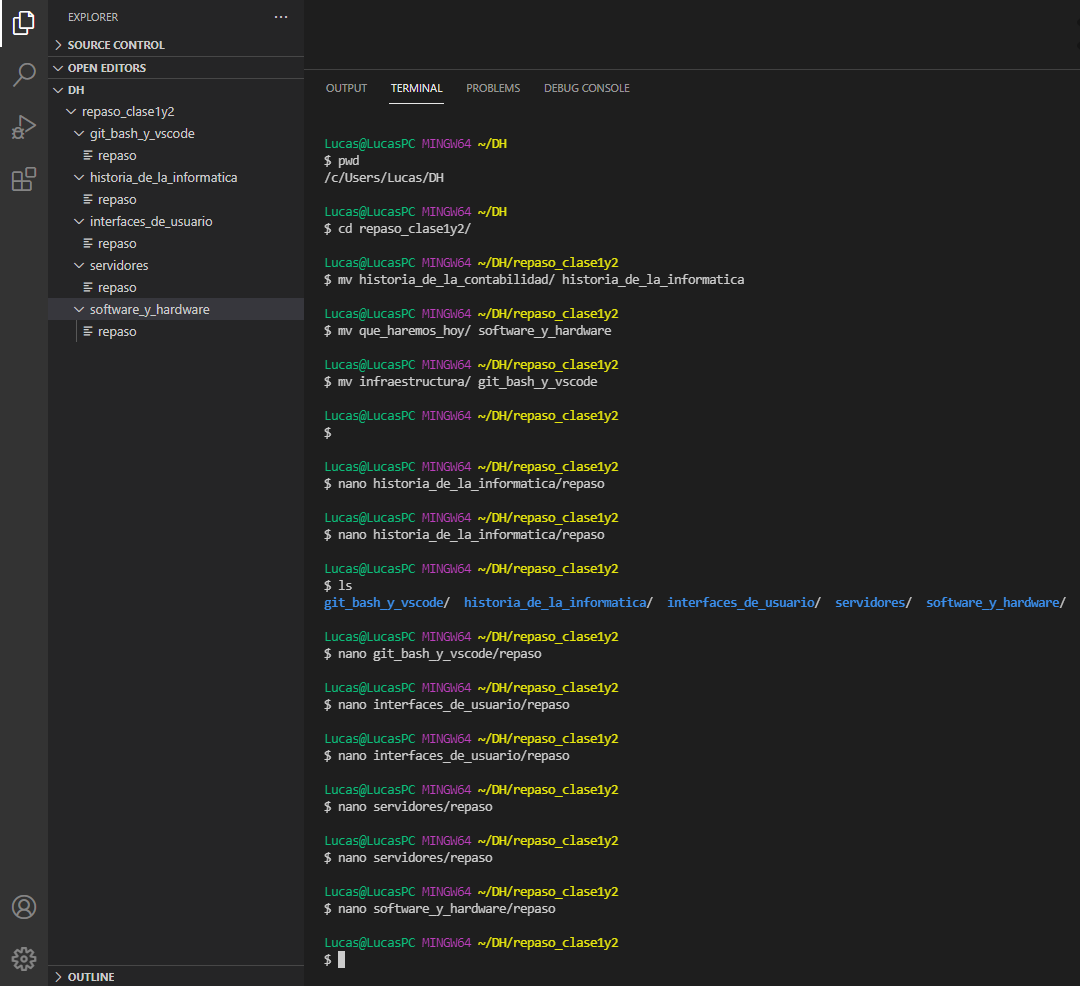 EXPLORER
SOURCE CONTROL
OPEN EDITORS
DH
repaso_clase1y2
git_bash_y_vscode
repaso
historia_de_la_informatica
repaso
interfaces_de_usuario
repaso
servidores
repaso
software_y_hardware
repaso
OUTLINE
OUTPUT TERMINAL PROBLEMS DEBUG CONSOLE
Lucas@LucasPC MINGW64 ~/DH
$ pwd
/c/Users/Lucas/DH
Lucas@LucasPC MINGW64 ~/DH
$ cd repaso_clase1y2/
Lucas@LucasPC MINGW64 ~/DH/repaso_clase1y2
$ mv historia_de_la_contabilidad/ historia_de_la_informatica
Lucas@LucasPC MINGW64 ~/DH/repaso_clase1y2
$ mv que_haremos_hoy/ software_y_hardware
Lucas@LucasPC MINGW64 ~/DH/repaso_clase1y2
$ mv infraestructura/ git_bash_y_vscode
Lucas@LucasPC MINGW64 ~/DH/repaso_clase1y2
$
Lucas@LucasPC MINGW64 ~/DH/repaso_clase1y2
$ nano historia_de_la_informatica/repaso
Lucas@LucasPC MINGW64 ~/DH/repaso_clase1y2
$ nano historia_de_la_informatica/repaso
Lucas@LucasPC MINGW64 ~/DH/repaso_clase1y2
$ ls
git_bash_y_vscode/ historia_de_la_informatica/ interfaces_de_usuario/ servidores/ software_y_hardware/
Lucas@LucasPC MINGW64 ~/DH/repaso_clase1y2
$ nano git_bash_y_vscode/repaso
Lucas@LucasPC MINGW64 ~/DH/repaso_clase1y2
$ nano interfaces_de_usuario/repaso
Lucas@LucasPC MINGW64 ~/DH/repaso_clase1y2
$ nano interfaces_de_usuario/repaso
Lucas@LucasPC MINGW64 ~/DH/repaso_clase1y2
$ nano servidores/repaso
Lucas@LucasPC MINGW64 ~/DH/repaso_clase1y2
$ nano servidores/repaso
Lucas@LucasPC MINGW64 ~/DH/repaso_clase1y2
$ nano software_y_hardware/repaso
Lucas@LucasPC MINGW64 ~/DH/repaso_clase1y2
$